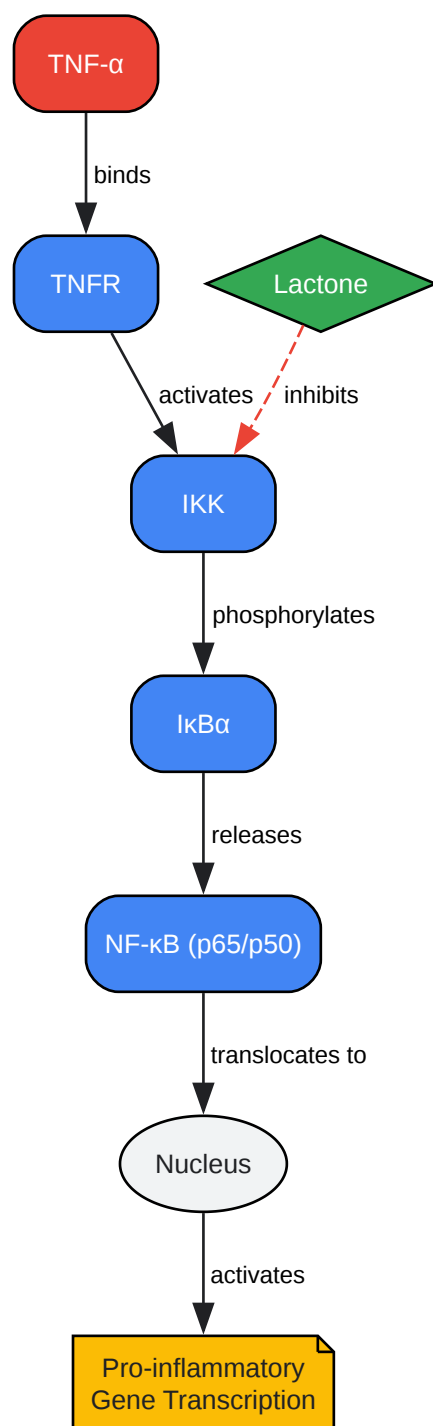 TNF-α
binds
TNFR
Lactone
activates
inhibits
IKK
phosphorylates
IκBα
releases
NF-κB (p65/p50)
translocates to
Nucleus
activates
Pro-inflammatory
Gene Transcription